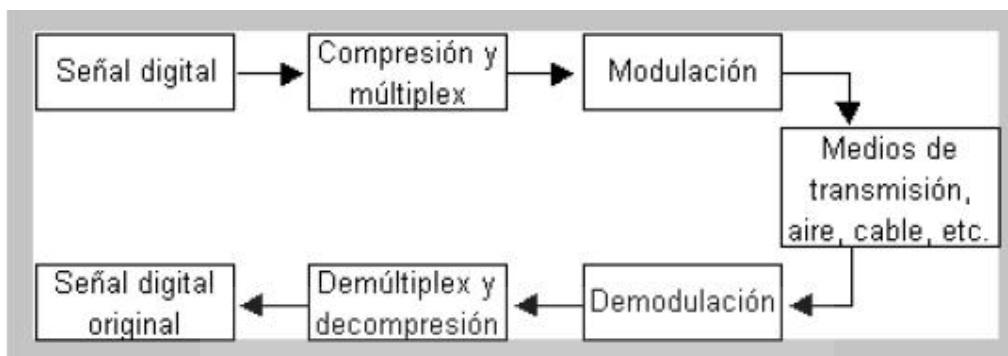 Señal digital
Compresión y
múltiplex
Modulación
Medios de
transmisión,
aire, cable, etc.
Demodulación
Demúltiplex y
decompresión
Señal digital
original